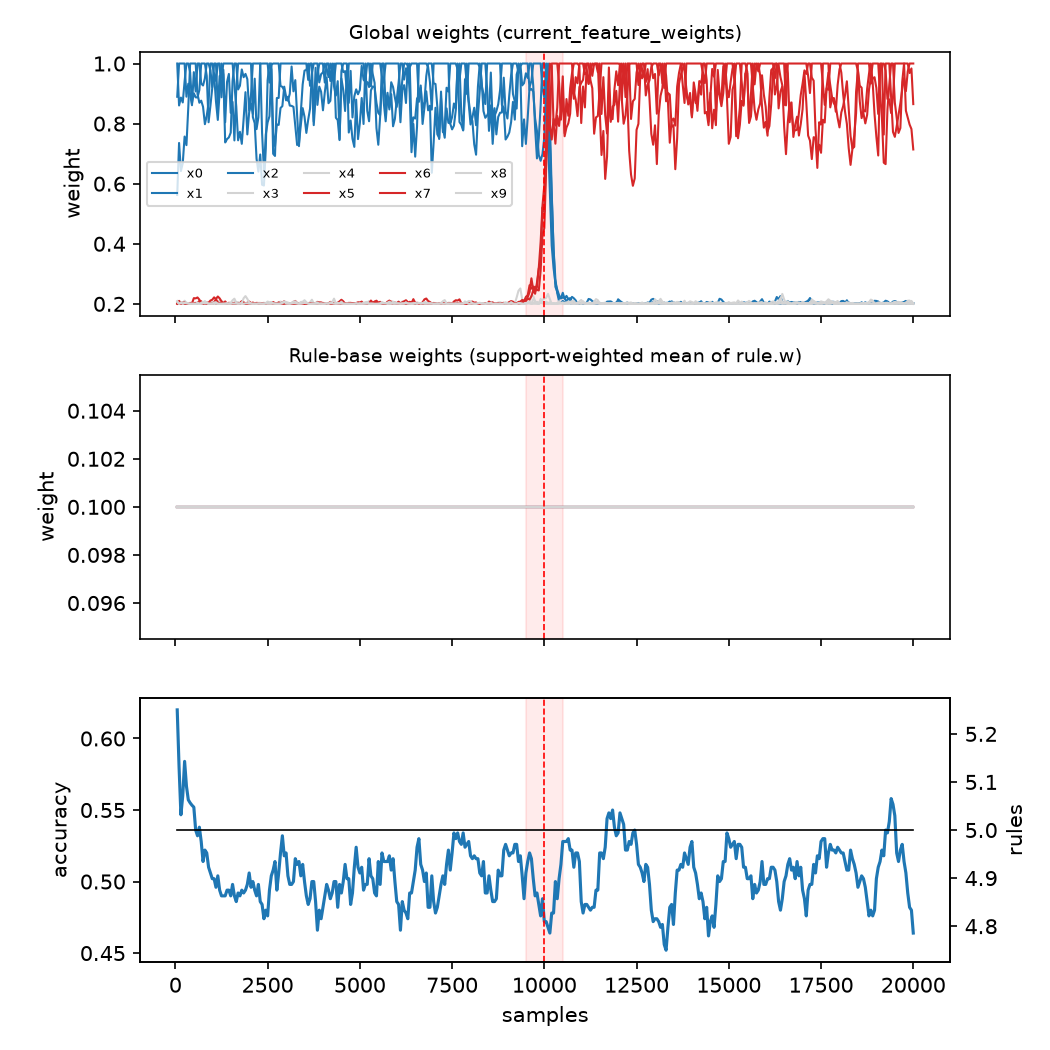 Global weights (current_feature_weights)
1.0
0.8
0.6
0.4
0.2
weight
x0 x2 x4 x6 x8
x1 x3 x5 x7 x9
Rule-base weights (support-weighted mean of rule.w)
0.104
0.102
0.100
0.098
0.096
weight
0.60
0.55
0.50
0.45
accuracy
5.2
5.1
5.0
4.9
4.8
rules
0 2500 5000 7500 10000 12500 15000 17500 20000
samples